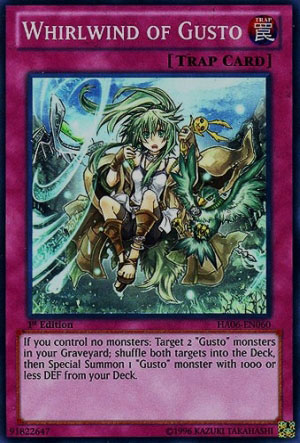 WHIRLWIND OF GUSTO
TRAP
罠
[TRAP CARD]
1st Edition
HA06-EN060
If you control no monsters: Target 2 "Gusto" monsters
in your Graveyard; shuffle both targets into the Deck,
then Special Summon 1 "Gusto" monster with 1000 or
less DEF from your Deck.
91822647
©1996 KAZUKI TAKAHASHI